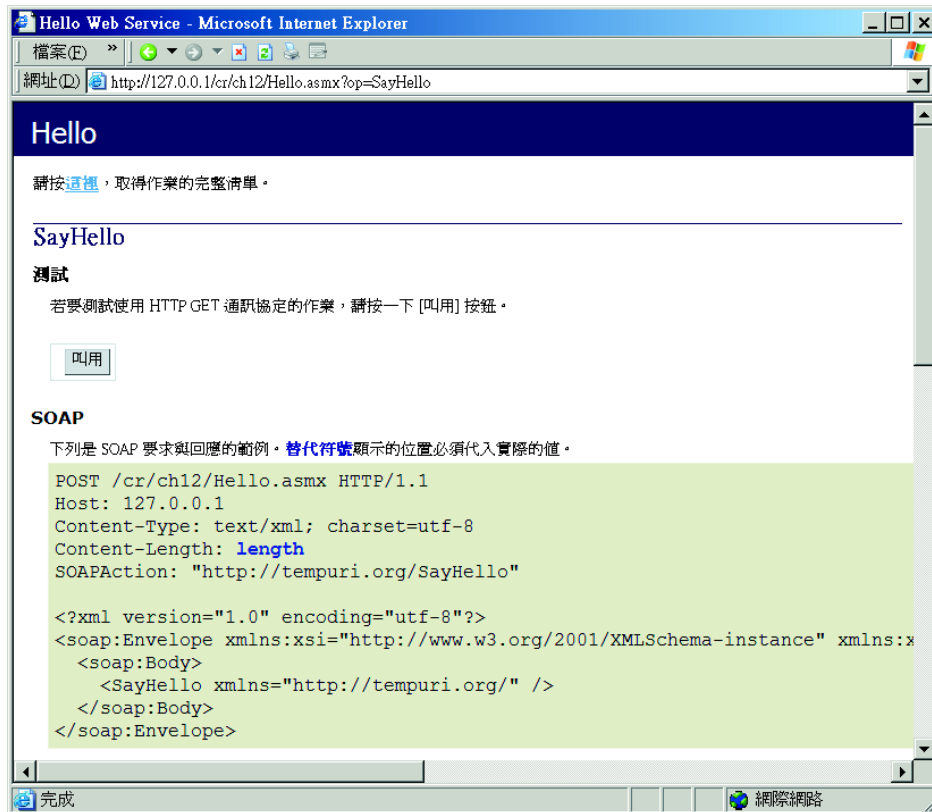 Hello Web Service - Microsoft Internet Explorer
檔案(F) »
網址(D) http://127.0.0.1/cr/ch12/Hello.asmx?op=SayHello
Hello
請按這裡，取得作業的完整清單。
SayHello
測試
若要測試使用 HTTP GET 通訊協定的作業，請按一下 [叫用] 按鈕。
叫用
SOAP
下列是 SOAP 要求與回應的範例。替代符號顯示的位置必須代入實際的值。
POST /cr/ch12/Hello.asmx HTTP/1.1
Host: 127.0.0.1
Content-Type: text/xml; charset=utf-8
Content-Length: length
SOAPAction: "http://tempuri.org/SayHello"
<?xml version="1.0" encoding="utf-8"?>
<soap:Envelope xmlns:xsi="http://www.w3.org/2001/XMLSchema-instance" xmlns:x
<soap:Body>
<SayHello xmlns="http://tempuri.org/" />
</soap:Body>
</soap:Envelope>
完成
網際網路